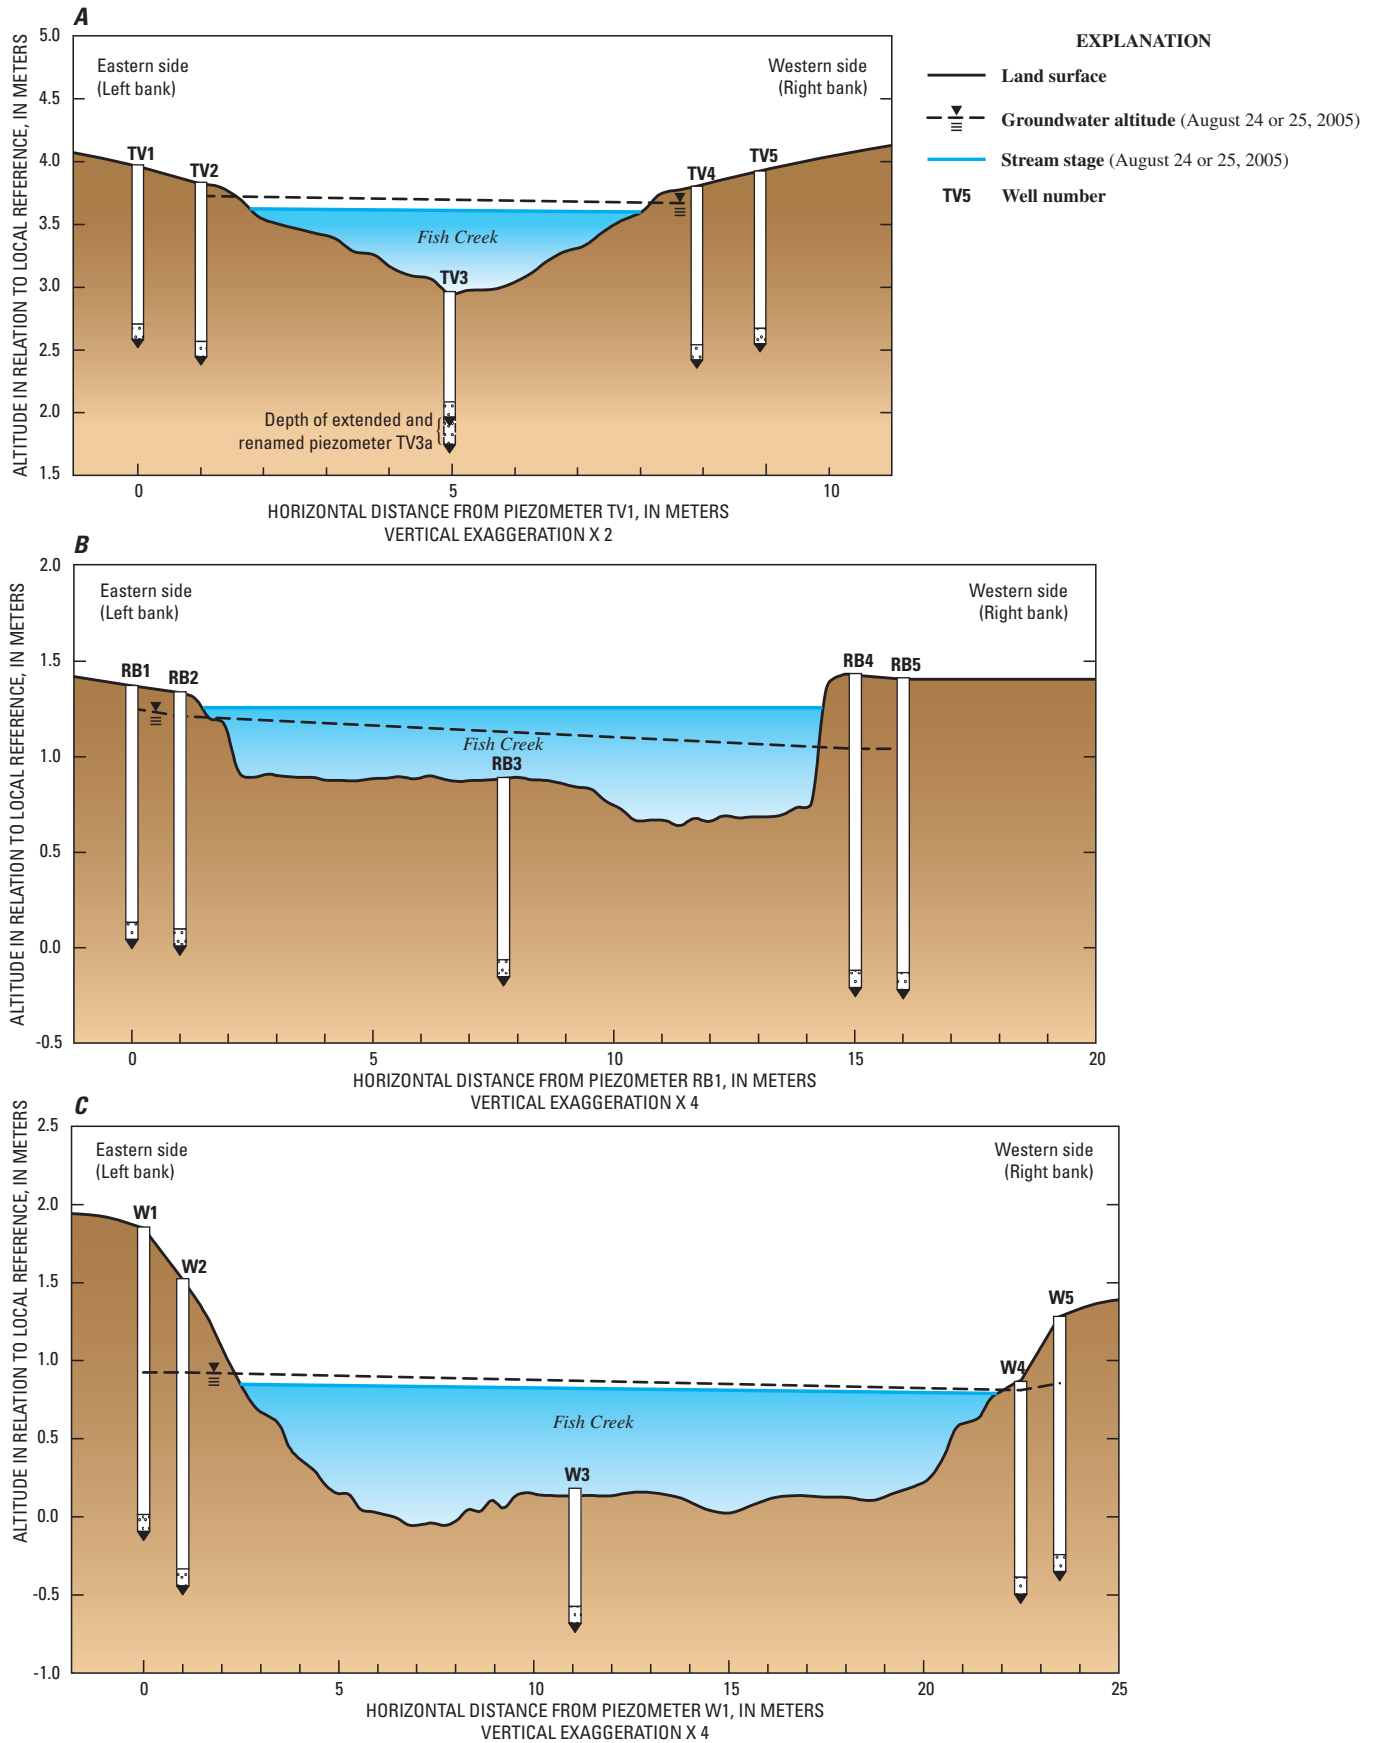 A
ALTITUDE IN RELATION TO LOCAL REFERENCE, IN METERS
5.0
4.5
4.0
3.5
3.0
2.5
2.0
1.5
Eastern side
(Left bank)
Western side
(Right bank)
TV1
TV2
TV4
TV5
Fish Creek
TV3
Depth of extended and
renamed piezometer TV3a
0
5
10
HORIZONTAL DISTANCE FROM PIEZOMETER TV1, IN METERS
VERTICAL EXAGGERATION X 2
EXPLANATION
Land surface
Groundwater altitude (August 24 or 25, 2005)
Stream stage (August 24 or 25, 2005)
TV5 Well number
B
ALTITUDE IN RELATION TO LOCAL REFERENCE, IN METERS
2.0
1.5
1.0
0.5
0.0
-0.5
Eastern side
(Left bank)
Western side
(Right bank)
RB1
RB2
RB4
RB5
Fish Creek
RB3
0
5
10
15
20
HORIZONTAL DISTANCE FROM PIEZOMETER RB1, IN METERS
VERTICAL EXAGGERATION X 4
C
ALTITUDE IN RELATION TO LOCAL REFERENCE, IN METERS
2.5
2.0
1.5
1.0
0.5
0.0
-0.5
-1.0
Eastern side
(Left bank)
Western side
(Right bank)
W1
W2
W5
W4
Fish Creek
W3
0
5
10
15
20
25
HORIZONTAL DISTANCE FROM PIEZOMETER W1, IN METERS
VERTICAL EXAGGERATION X 4